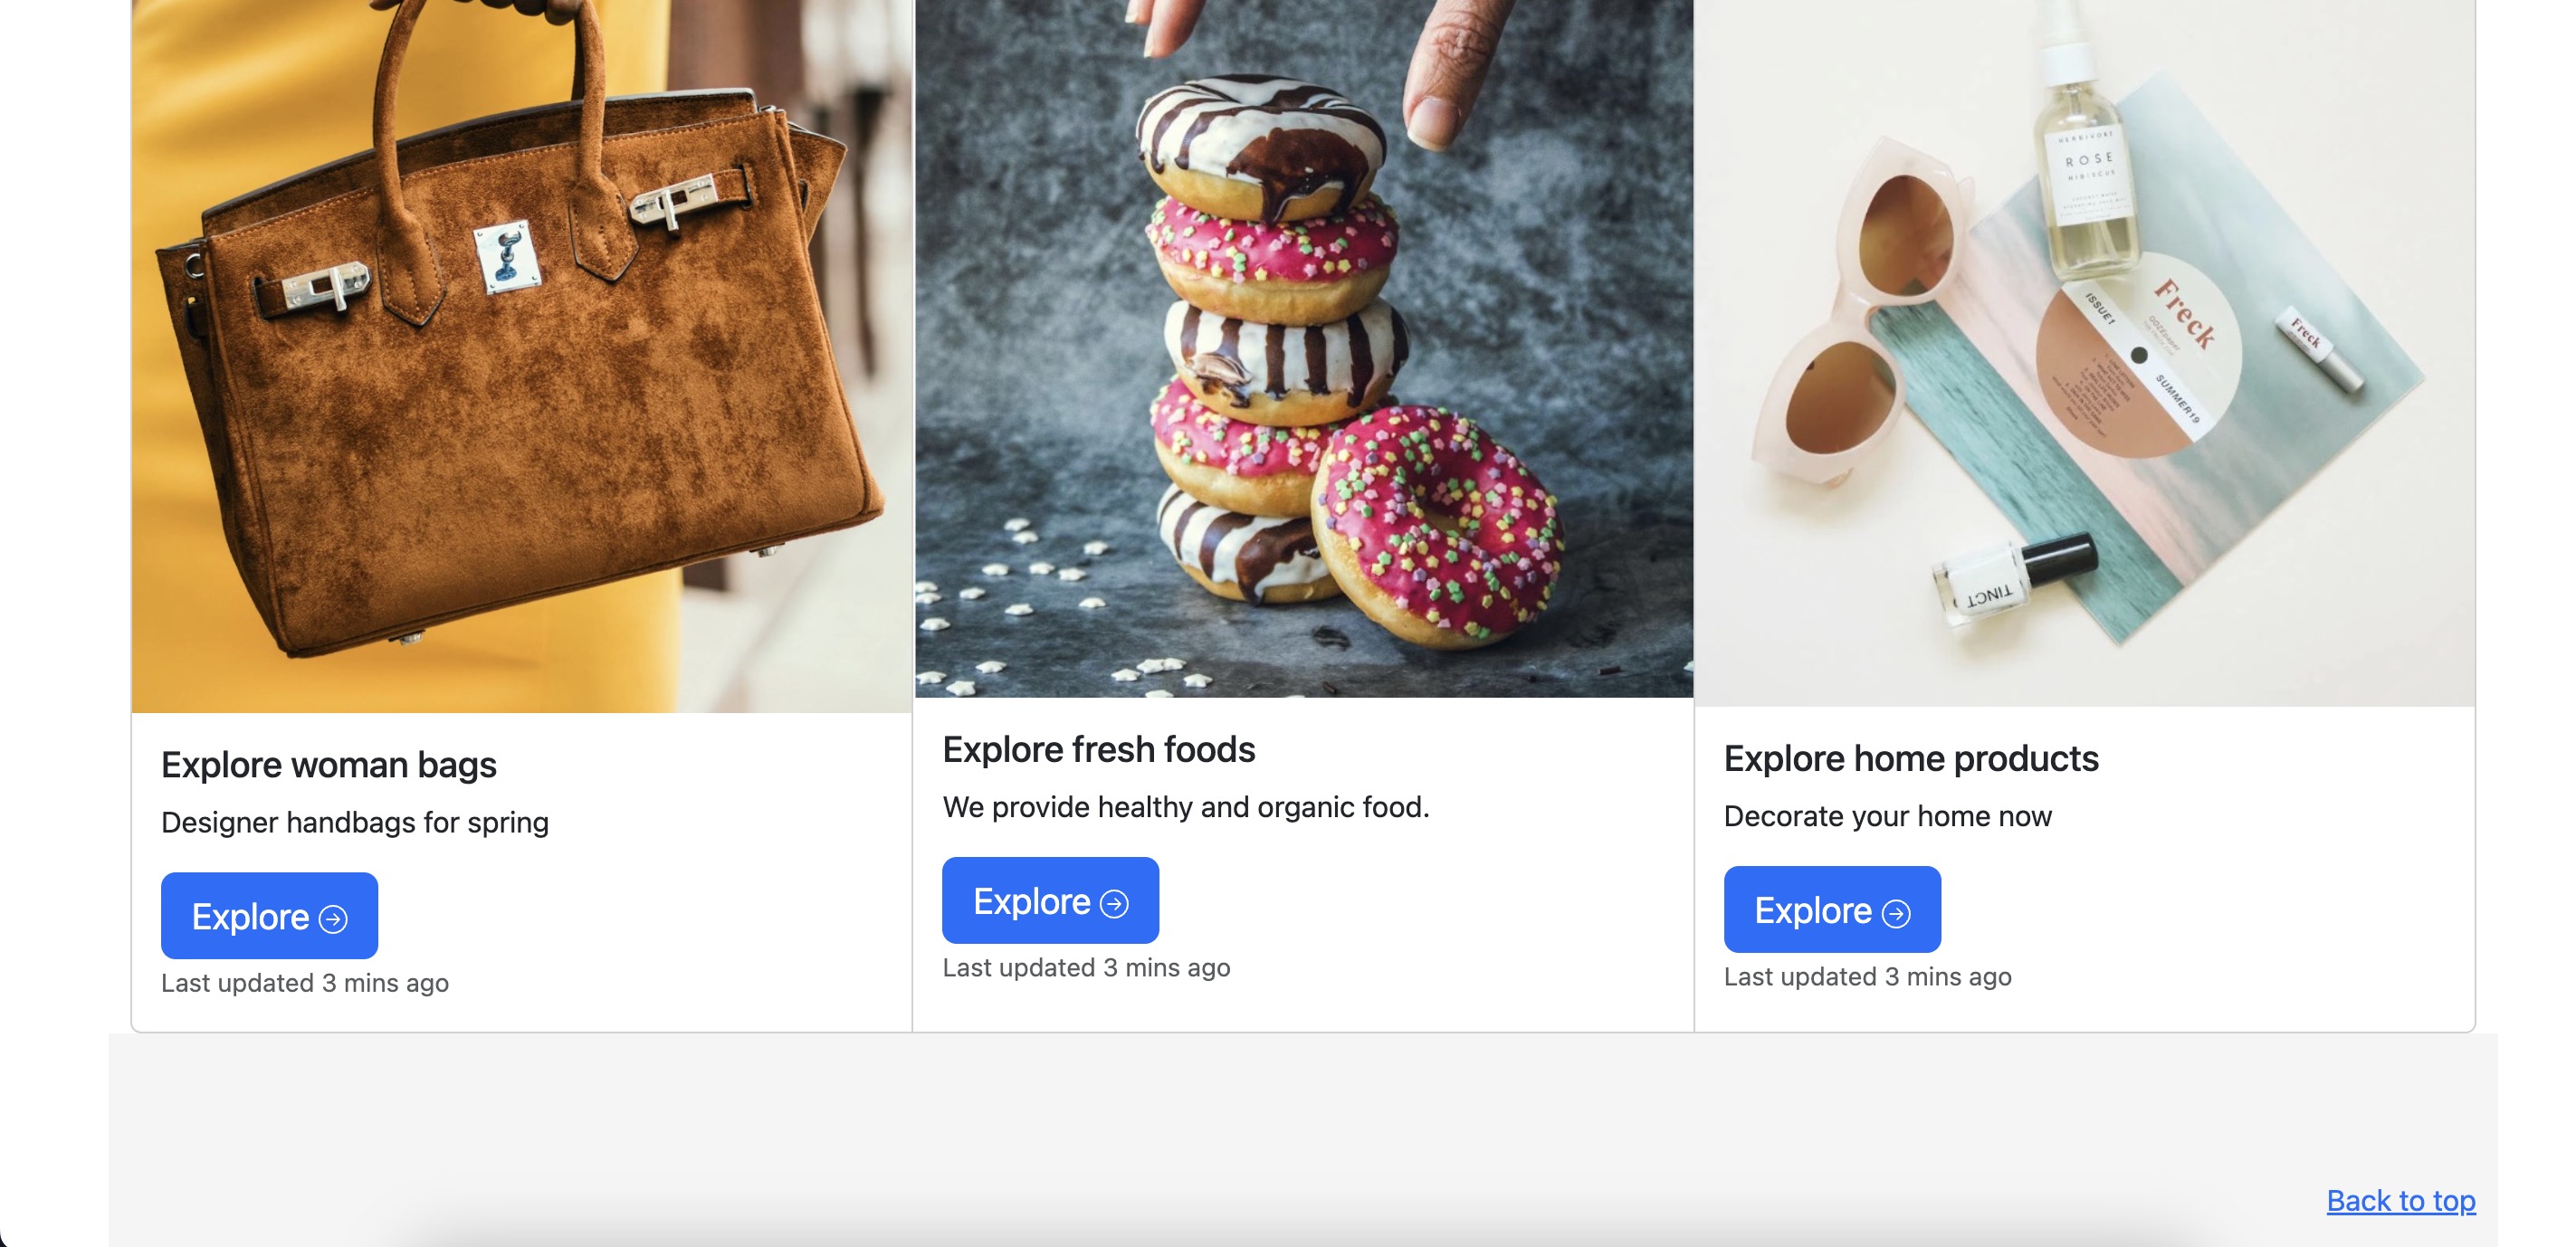 HERBIVORE
ROSE
HIBISCUS
Freck
ISSUE1
SUMMER19
Freck
TINCT
Explore woman bags
Designer handbags for spring
Explore
Last updated 3 mins ago
Explore fresh foods
We provide healthy and organic food.
Explore
Last updated 3 mins ago
Explore home products
Decorate your home now
Explore
Last updated 3 mins ago
Back to top